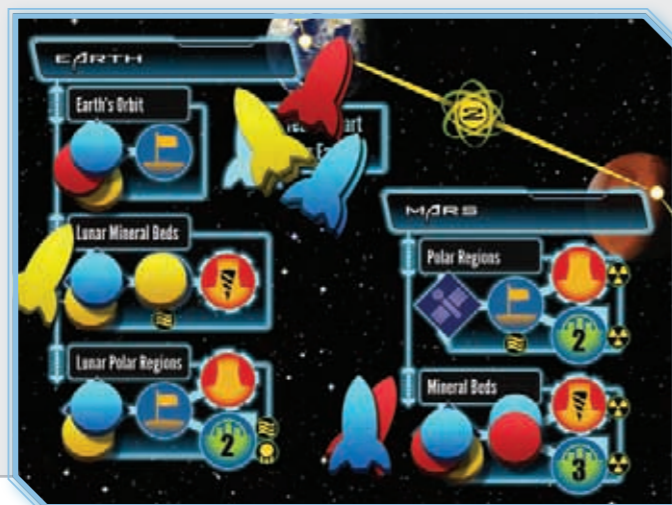 EARTH
Earth's Orbit
Lunar Mineral Beds
Lunar Polar Regions
2
N
MARS
Polar Regions
2
Mineral Beds
3